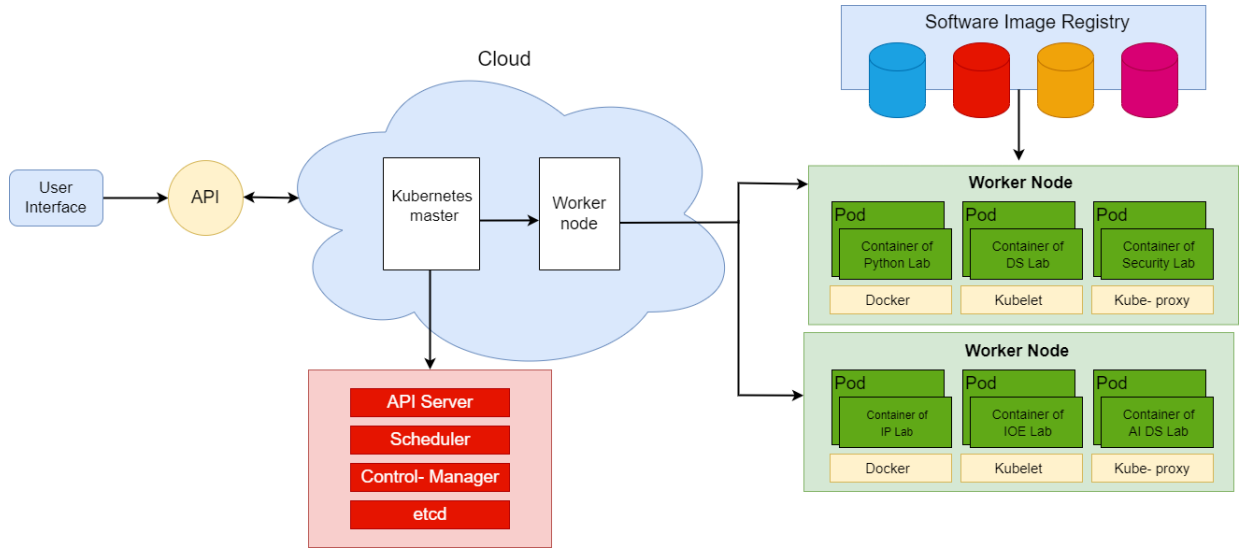 Software Image Registry
Cloud
User
Interface
API
Kubernetes
master
Worker
node
API Server
Scheduler
Control- Manager
etcd
Worker Node
Pod
Container of
Python Lab
Pod
Container of
DS Lab
Pod
Container of
Security Lab
Docker
Kubelet
Kube- proxy
Worker Node
Pod
Container of
IP Lab
Pod
Container of
IOE Lab
Pod
Container of
AI DS Lab
Docker
Kubelet
Kube- proxy